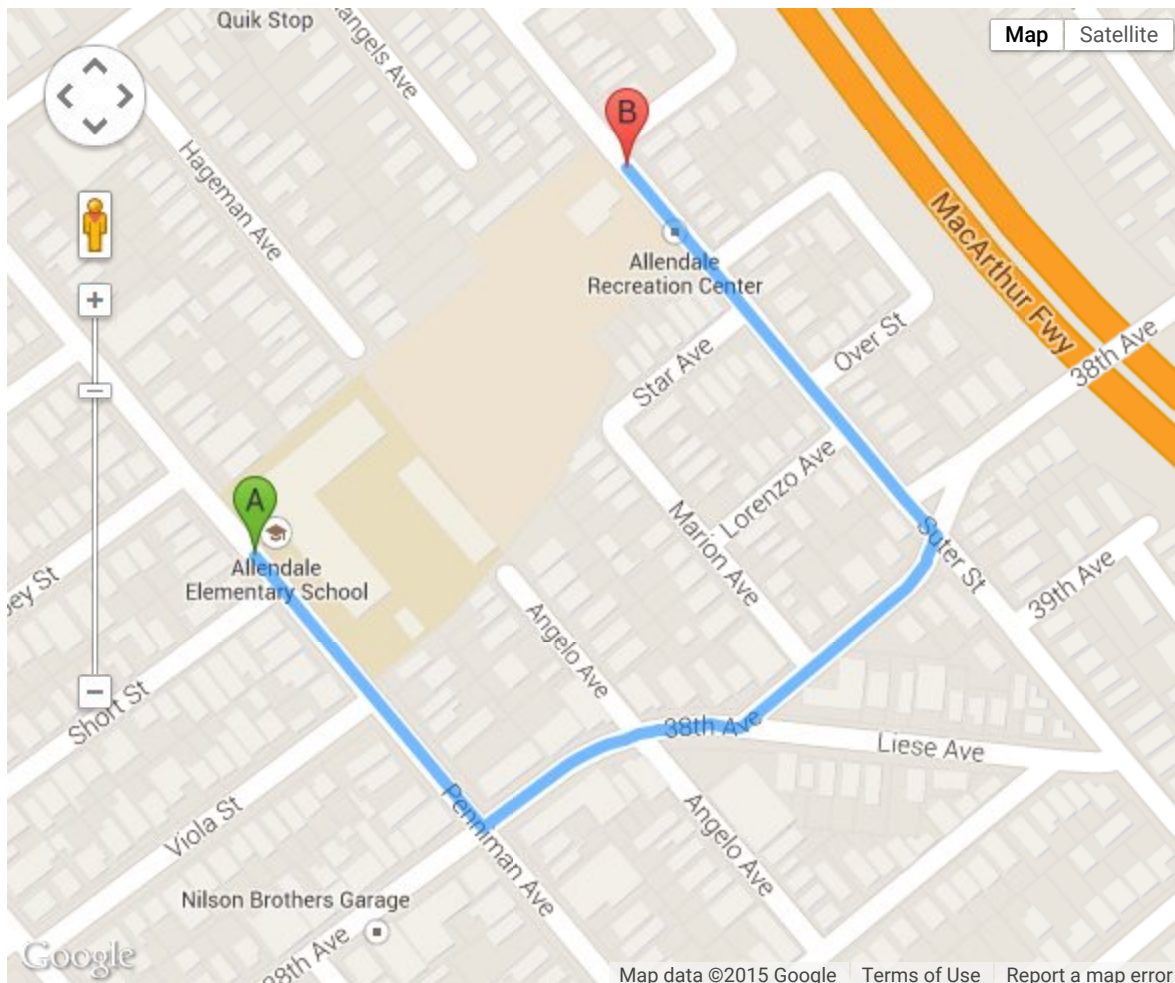 Quik Stop
Map
Satellite
B
Hageman Ave
MacArthur Fwy
+
Allendale
Recreation Center
Over St
38th Ave
Star Ave
A
Lorenzo Ave
Marion Ave
Suter St
39th Ave
Allendale
Elementary School
Angelo Ave
Short St
38th Ave
Liese Ave
Viola St
Penniman Ave
Angelo Ave
Nilson Brothers Garage
38th Ave
Google
Map data ©2015 Google
Terms of Use
Report a map error